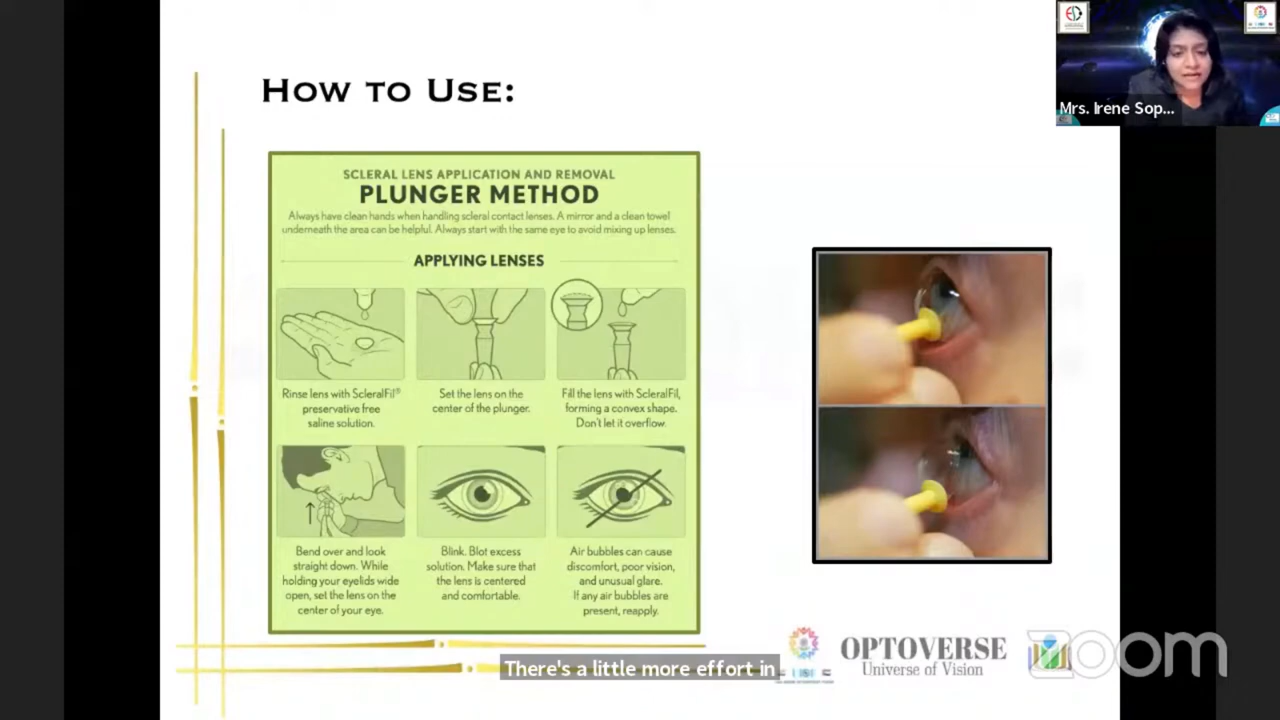 How to Use:
Mrs. Irene Sop...
SCLERAL LENS APPLICATION AND REMOVAL
PLUNGER METHOD
Always have clean hands when handling scleral contact lenses. A mirror and a clean towel
underneath the area can be helpful. Always start with the same eye to avoid mixing up lenses.
APPLYING LENSES
Rinse lens with ScleralFil®
preservative free
saline solution.
Set the lens on the
center of the plunger.
Fill the lens with ScleralFil,
forming a convex shape.
Don't let it overflow.
Bend over and look
straight down. While
holding your eyelids wide
open, set the lens on the
center of your eye.
Blink. Blot excess
solution. Make sure that
the lens is centered
and comfortable.
Air bubbles can cause
discomfort, poor vision,
and unusual glare.
If any air bubbles are
present, reapply.
OPTOVERSE
Universe of Vision
zoom
There's a little more effort in